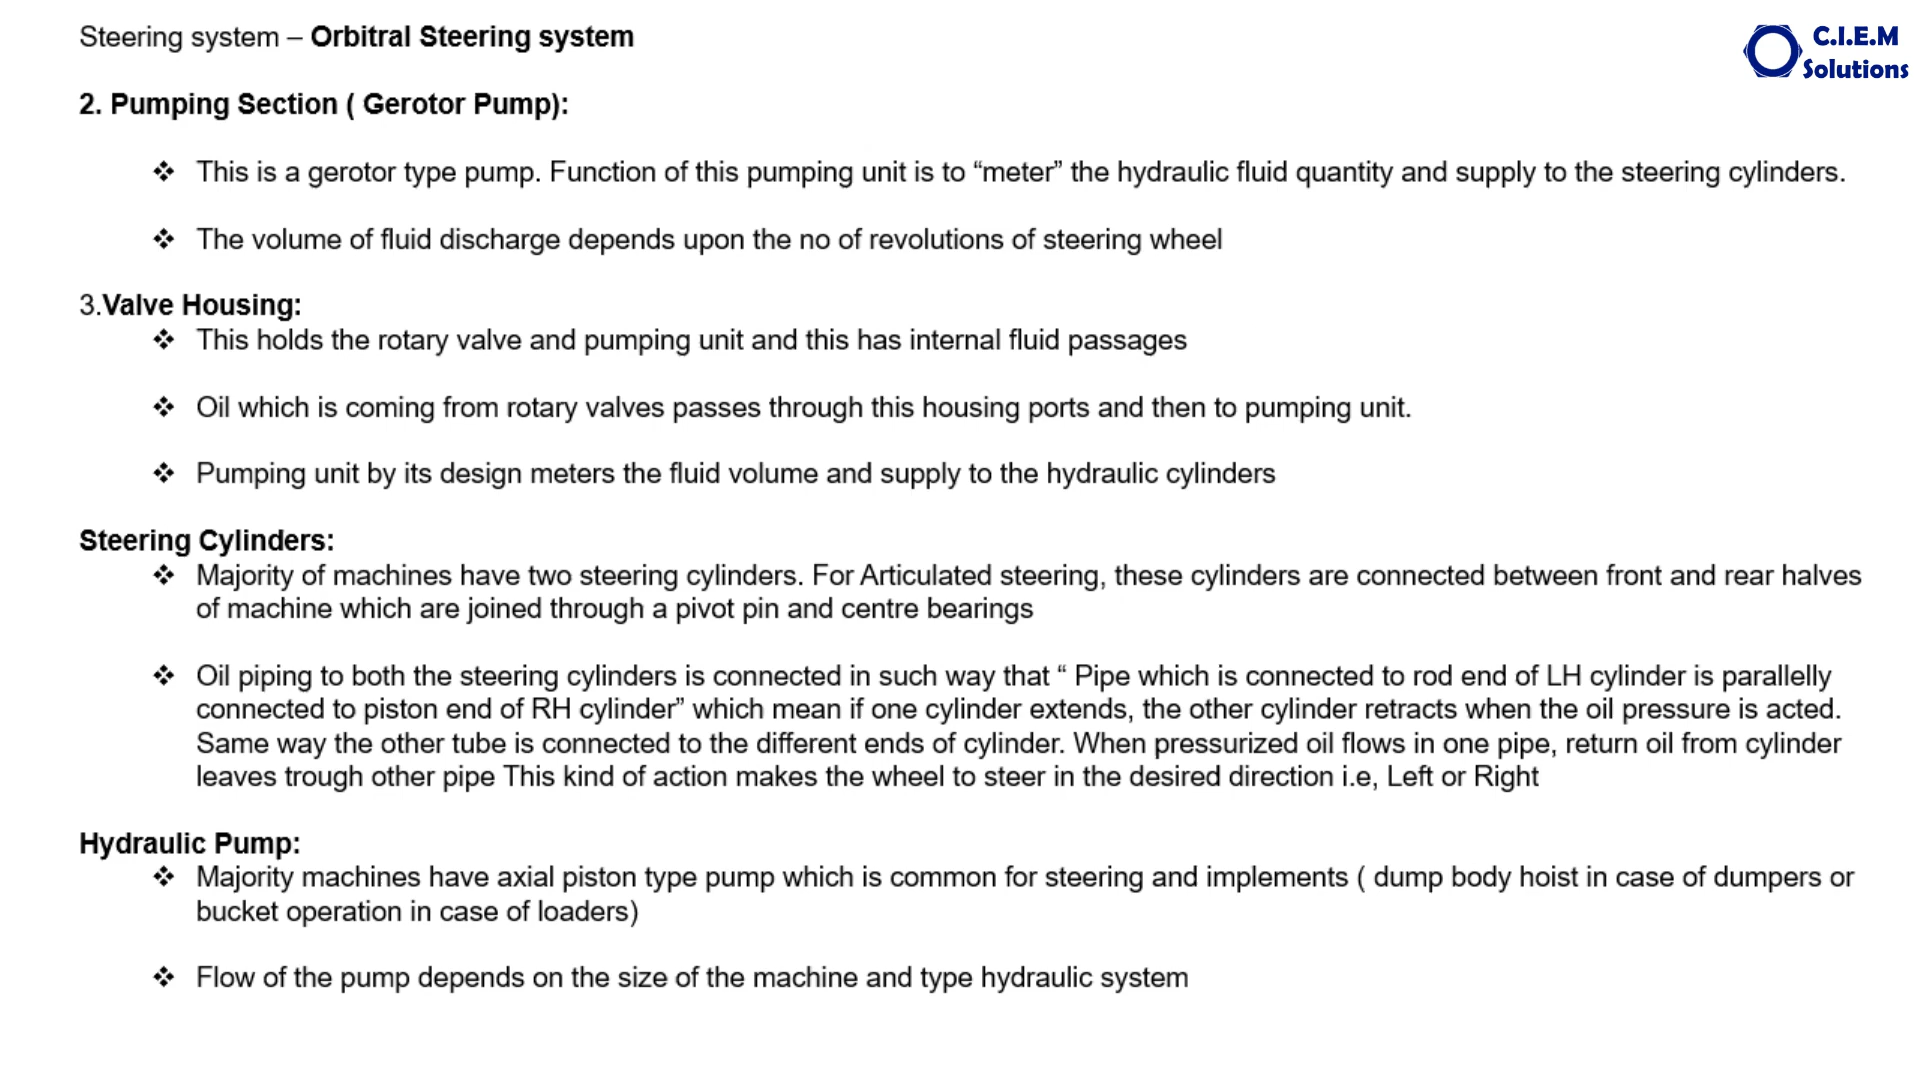 Steering system – Orbitral Steering system
C.I.E.M
Solutions
2. Pumping Section ( Gerotor Pump):
❖ This is a gerotor type pump. Function of this pumping unit is to “meter” the hydraulic fluid quantity and supply to the steering cylinders.
❖ The volume of fluid discharge depends upon the no of revolutions of steering wheel
3.Valve Housing:
❖ This holds the rotary valve and pumping unit and this has internal fluid passages
❖ Oil which is coming from rotary valves passes through this housing ports and then to pumping unit.
❖ Pumping unit by its design meters the fluid volume and supply to the hydraulic cylinders
Steering Cylinders:
❖ Majority of machines have two steering cylinders. For Articulated steering, these cylinders are connected between front and rear halves
of machine which are joined through a pivot pin and centre bearings
❖ Oil piping to both the steering cylinders is connected in such way that “ Pipe which is connected to rod end of LH cylinder is parallelly
connected to piston end of RH cylinder” which mean if one cylinder extends, the other cylinder retracts when the oil pressure is acted.
Same way the other tube is connected to the different ends of cylinder. When pressurized oil flows in one pipe, return oil from cylinder
leaves trough other pipe This kind of action makes the wheel to steer in the desired direction i.e, Left or Right
Hydraulic Pump:
❖ Majority machines have axial piston type pump which is common for steering and implements ( dump body hoist in case of dumpers or
bucket operation in case of loaders)
❖ Flow of the pump depends on the size of the machine and type hydraulic system